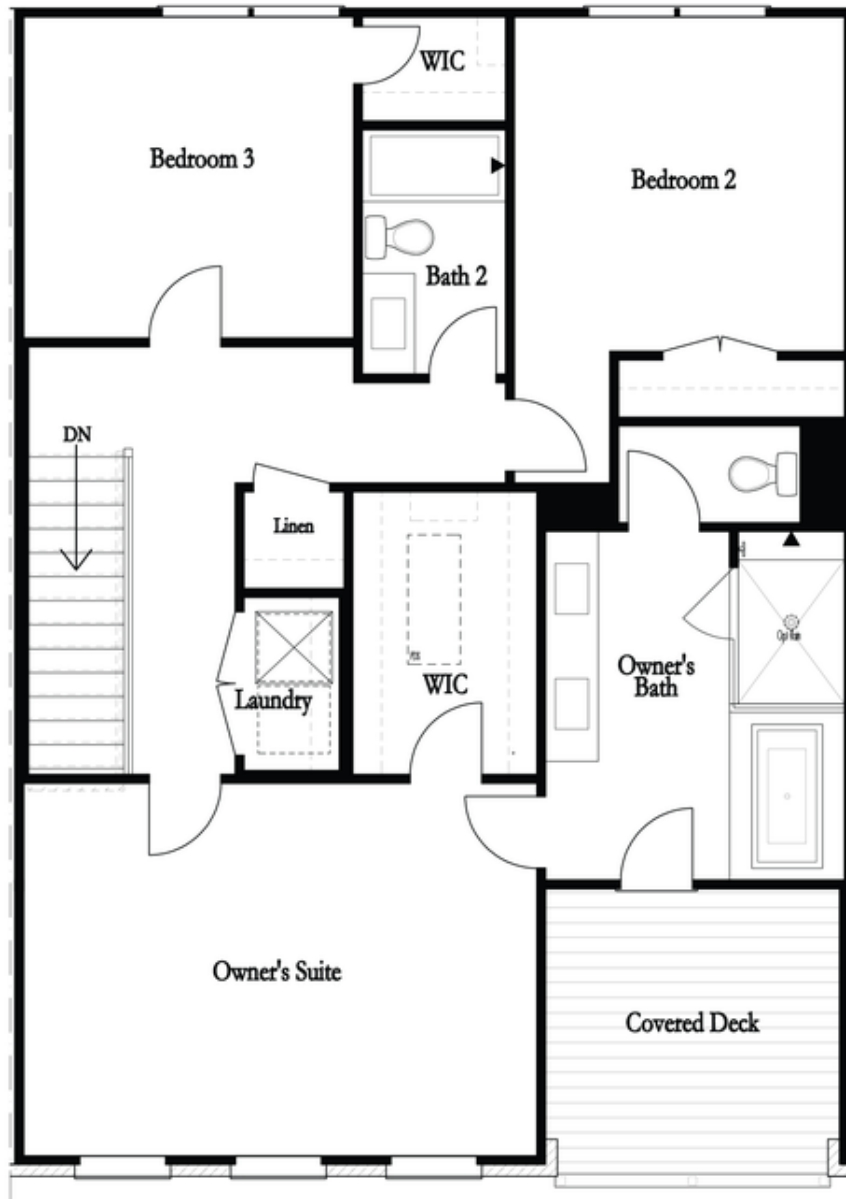 WIC
Bedroom 3
Bedroom 2
Bath 2
DN
Linen
Owner's
Bath
WIC
Laundry
Owner's Suite
Covered Deck